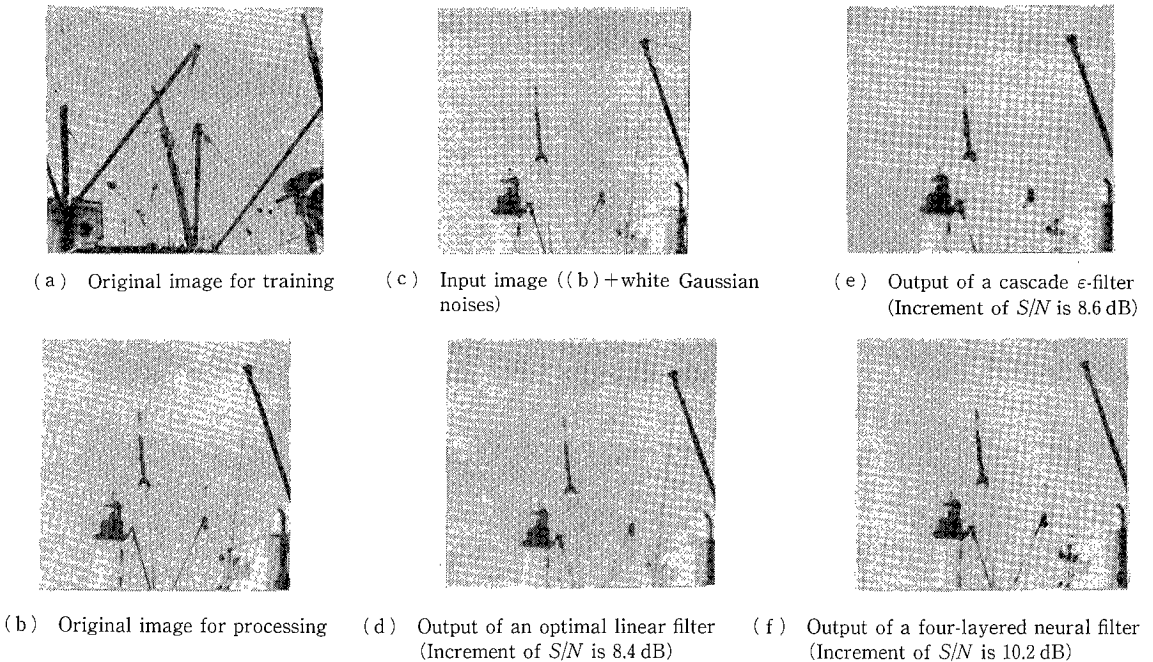 (a) Original image for training
(c) Input image ((b)+white Gaussian
noises)
(e) Output of a cascade ε-filter
(Increment of S/N is 8.6 dB)
(b) Original image for processing
(d) Output of an optimal linear filter
(Increment of S/N is 8.4 dB)
(f) Output of a four-layered neural filter
(Increment of S/N is 10.2 dB)